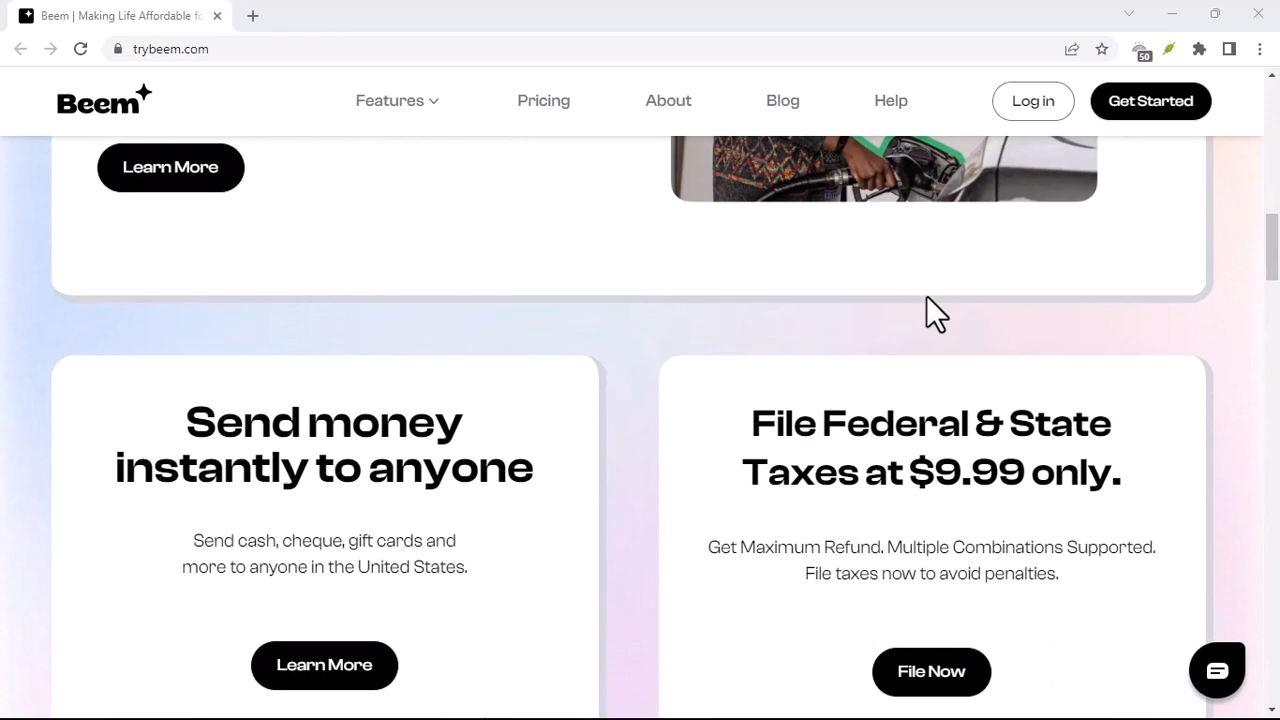 Beem | Making Life Affordable fo
trybeem.com
50
Beem
Features
Pricing
About
Blog
Help
Log in
Get Started
Learn More
Send money
instantly to anyone
Send cash, cheque, gift cards and
more to anyone in the United States.
Learn More
File Federal & State
Taxes at $9.99 only.
Get Maximum Refund. Multiple Combinations Supported.
File taxes now to avoid penalties.
File Now